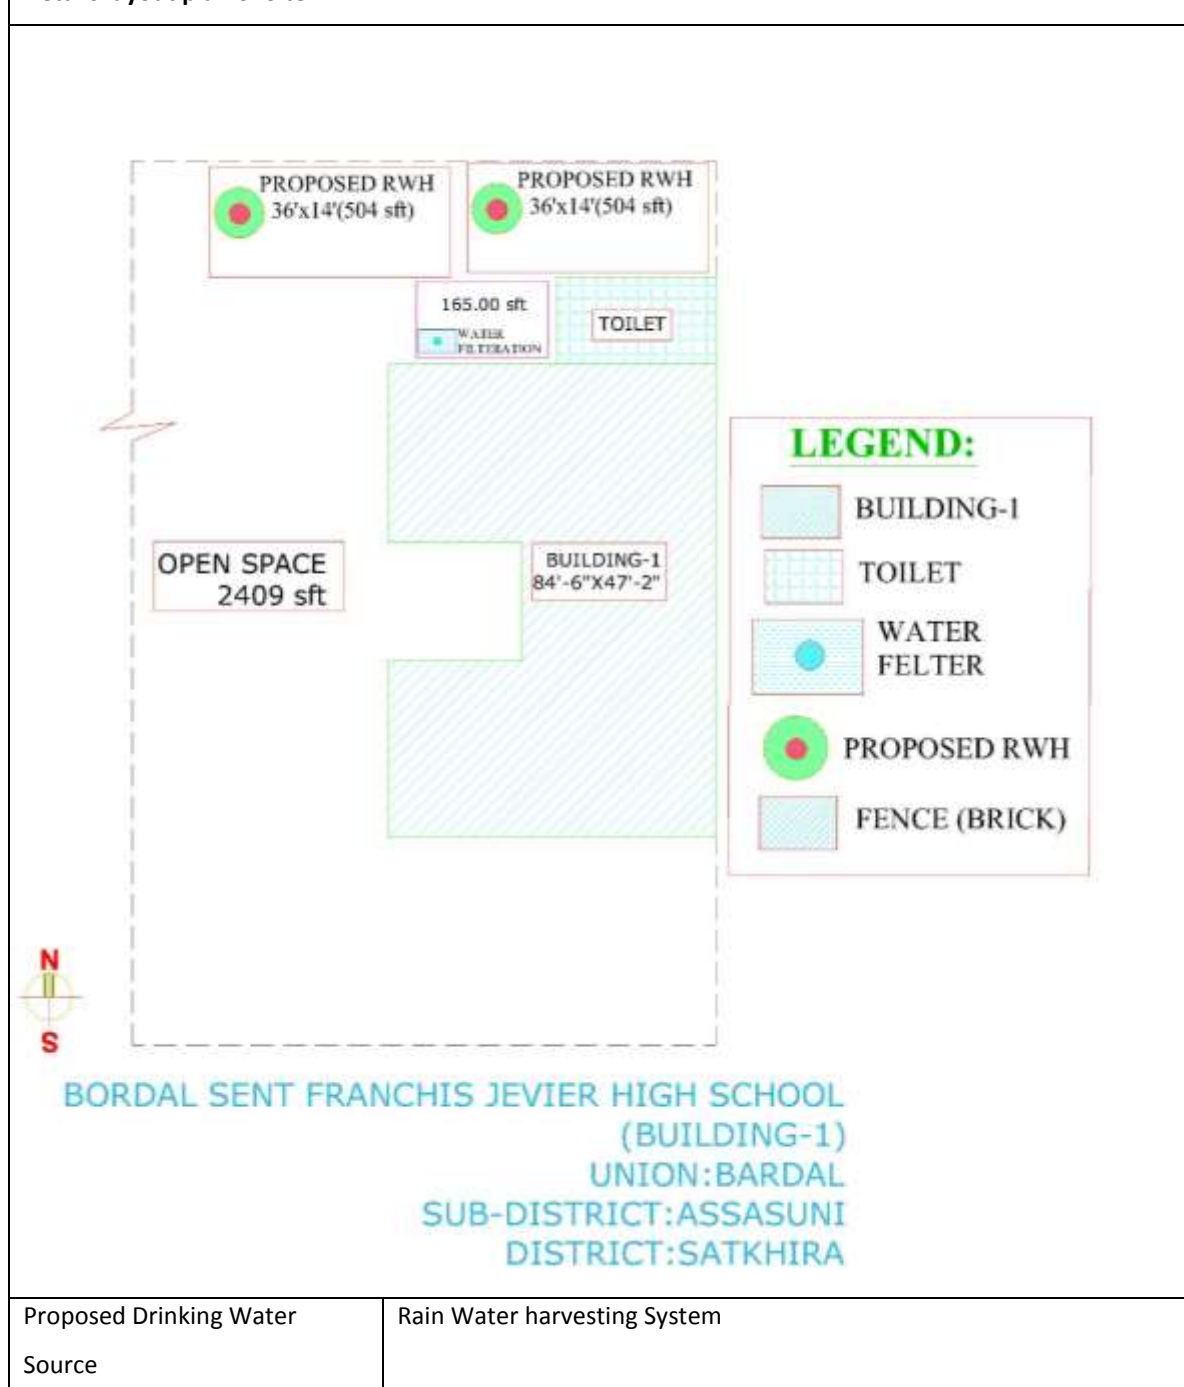 PROPOSED RWH
36'x14'(504 sft)
PROPOSED RWH
36'x14'(504 sft)
165.00 sft
WATER
FILTERATION
TOILET
OPEN SPACE
2409 sft
BUILDING-1
84'-6"X47'-2"
LEGEND:
BUILDING-1
TOILET
WATER
FELTER
PROPOSED RWH
FENCE (BRICK)
N
S
BORDAL SENT FRANCHIS JEVIER HIGH SCHOOL
(BUILDING-1)
UNION:BARDAL
SUB-DISTRICT:ASSASUNI
DISTRICT:SATKHIRA
Proposed Drinking Water
Source
Rain Water harvesting System